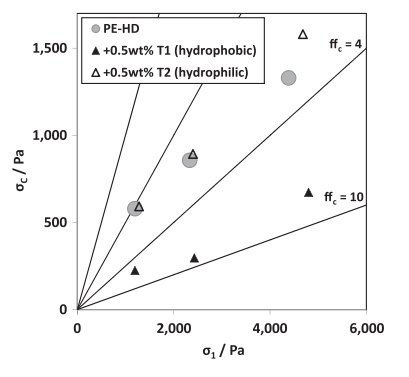 σC / Pa
1,500
1,000
500
0
PE-HD
+0.5wt% T1 (hydrophobic)
+0.5wt% T2 (hydrophilic)
ffc = 4
ffc = 10
0 2,000 4,000 6,000
σ1 / Pa